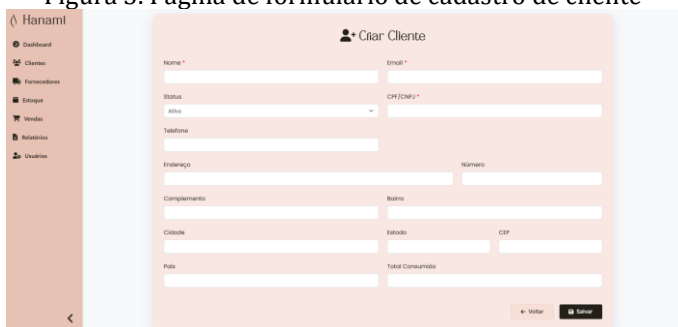 Figura 3: Página de formulário de cadastro de cliente
Hanami
Dashboard
Clientes
Fornecedores
Estoque
Vendas
Relatórios
Usuários
Criar Cliente
Nome *
Email *
Status
CPF/CNPJ *
Ativo
Telefone
Endereço
Número
Complemento
Bairro
Cidade
Estado
CEP
País
Total Consumido
← Voltar
Salvar